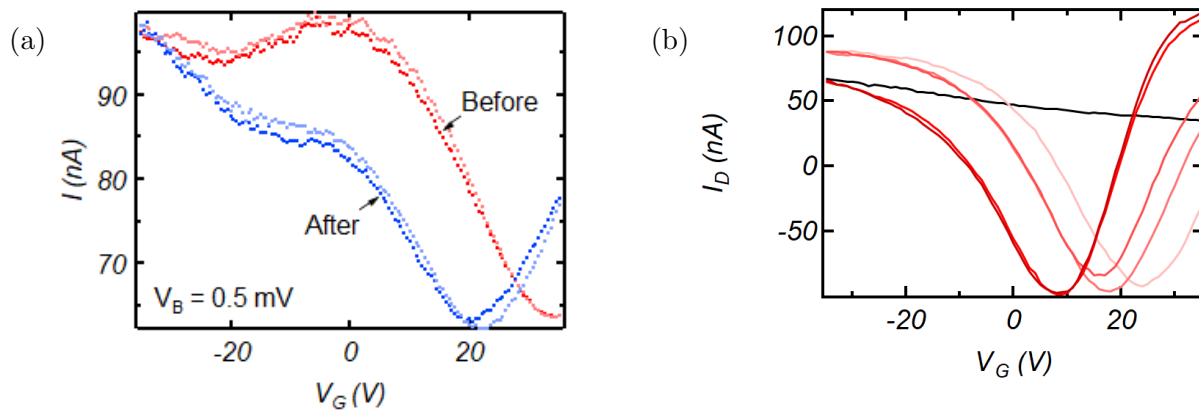 (a)
90
80
70
I (nA)
Before
After
V_B = 0.5 mV
-20
0
20
V_G (V)
(b)
100
50
0
-50
I_D (nA)
-20
0
20
V_G (V)